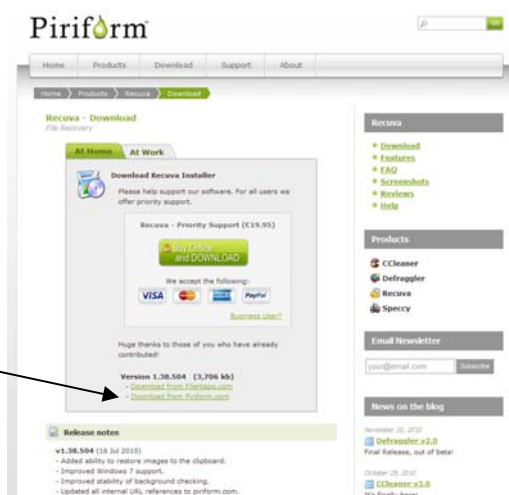 Piriform
Home Products Download Support About
Home Products Recuva Download
Recuva - Download
File Recovery
At Home At Work
Download Recuva Installer
Please help support our software. For all users we
offer priority support.
Recuva - Priority Support (£19.95)
Buy Online
and DOWNLOAD
We accept the following:
VISA PayPal
Business User?
Huge thanks to those of you who have already
contributed!
Version 1.38.504 (3,706 kb)
- Download from FileHippo.com
- Download from Piriform.com
Release notes
v1.38.504 (16 Jul 2010)
- Added ability to restore images to the clipboard.
- Improved Windows 7 support.
- Improved stability of background checking.
- Updated all internal URL references to piriform.com.
Recuva
Download
Features
FAQ
Screenshots
Reviews
Help
Products
CCleaner
Defraggler
Recuva
Speccy
Email Newsletter
your@email.com Subscribe
News on the blog
November 10, 2010
Defraggler v2.0
Final Release, out of beta!
October 28, 2010
CCleaner v3.0
It's finally here!